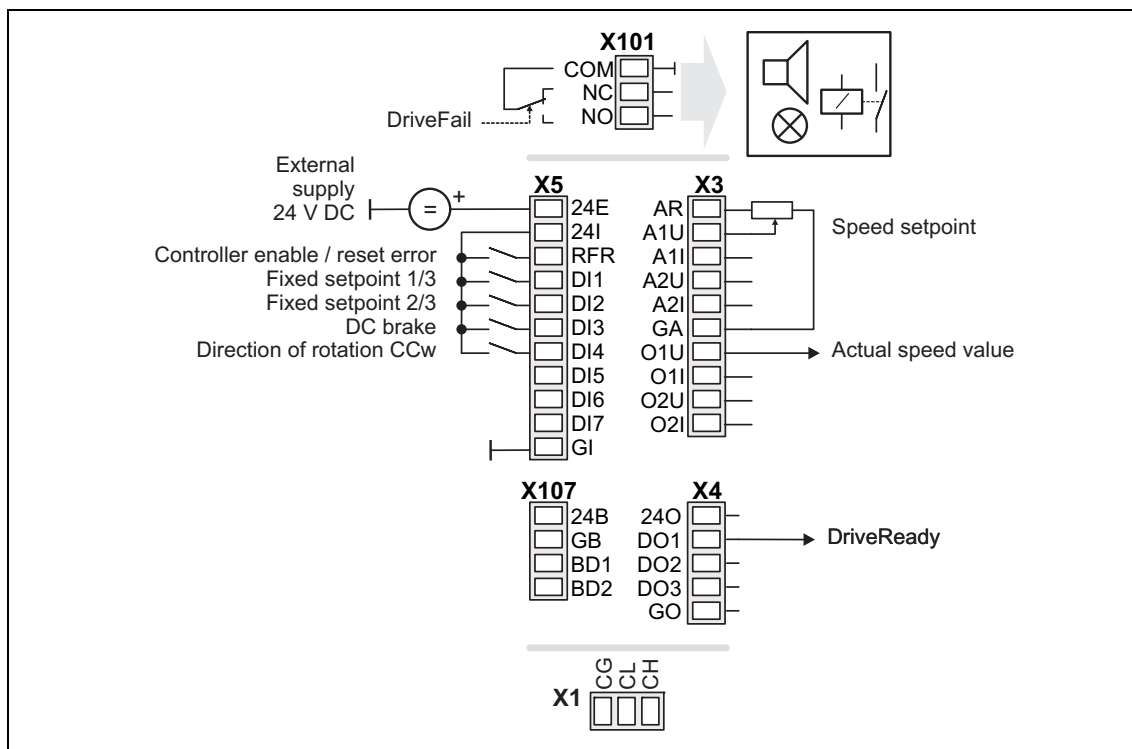 X101
COM
NC
NO
DriveFail
External
supply
24 V DC
=
+
X5
24E
24I
RFR
DI1
DI2
DI3
DI4
DI5
DI6
DI7
GI
Controller enable / reset error
Fixed setpoint 1/3
Fixed setpoint 2/3
DC brake
Direction of rotation CCw
X3
AR
A1U
A1I
A2U
A2I
GA
O1U
O1I
O2U
O2I
Speed setpoint
Actual speed value
X107
24B
GB
BD1
BD2
X4
24O
DO1
DO2
DO3
GO
DriveReady
X1
CG
CL
CH